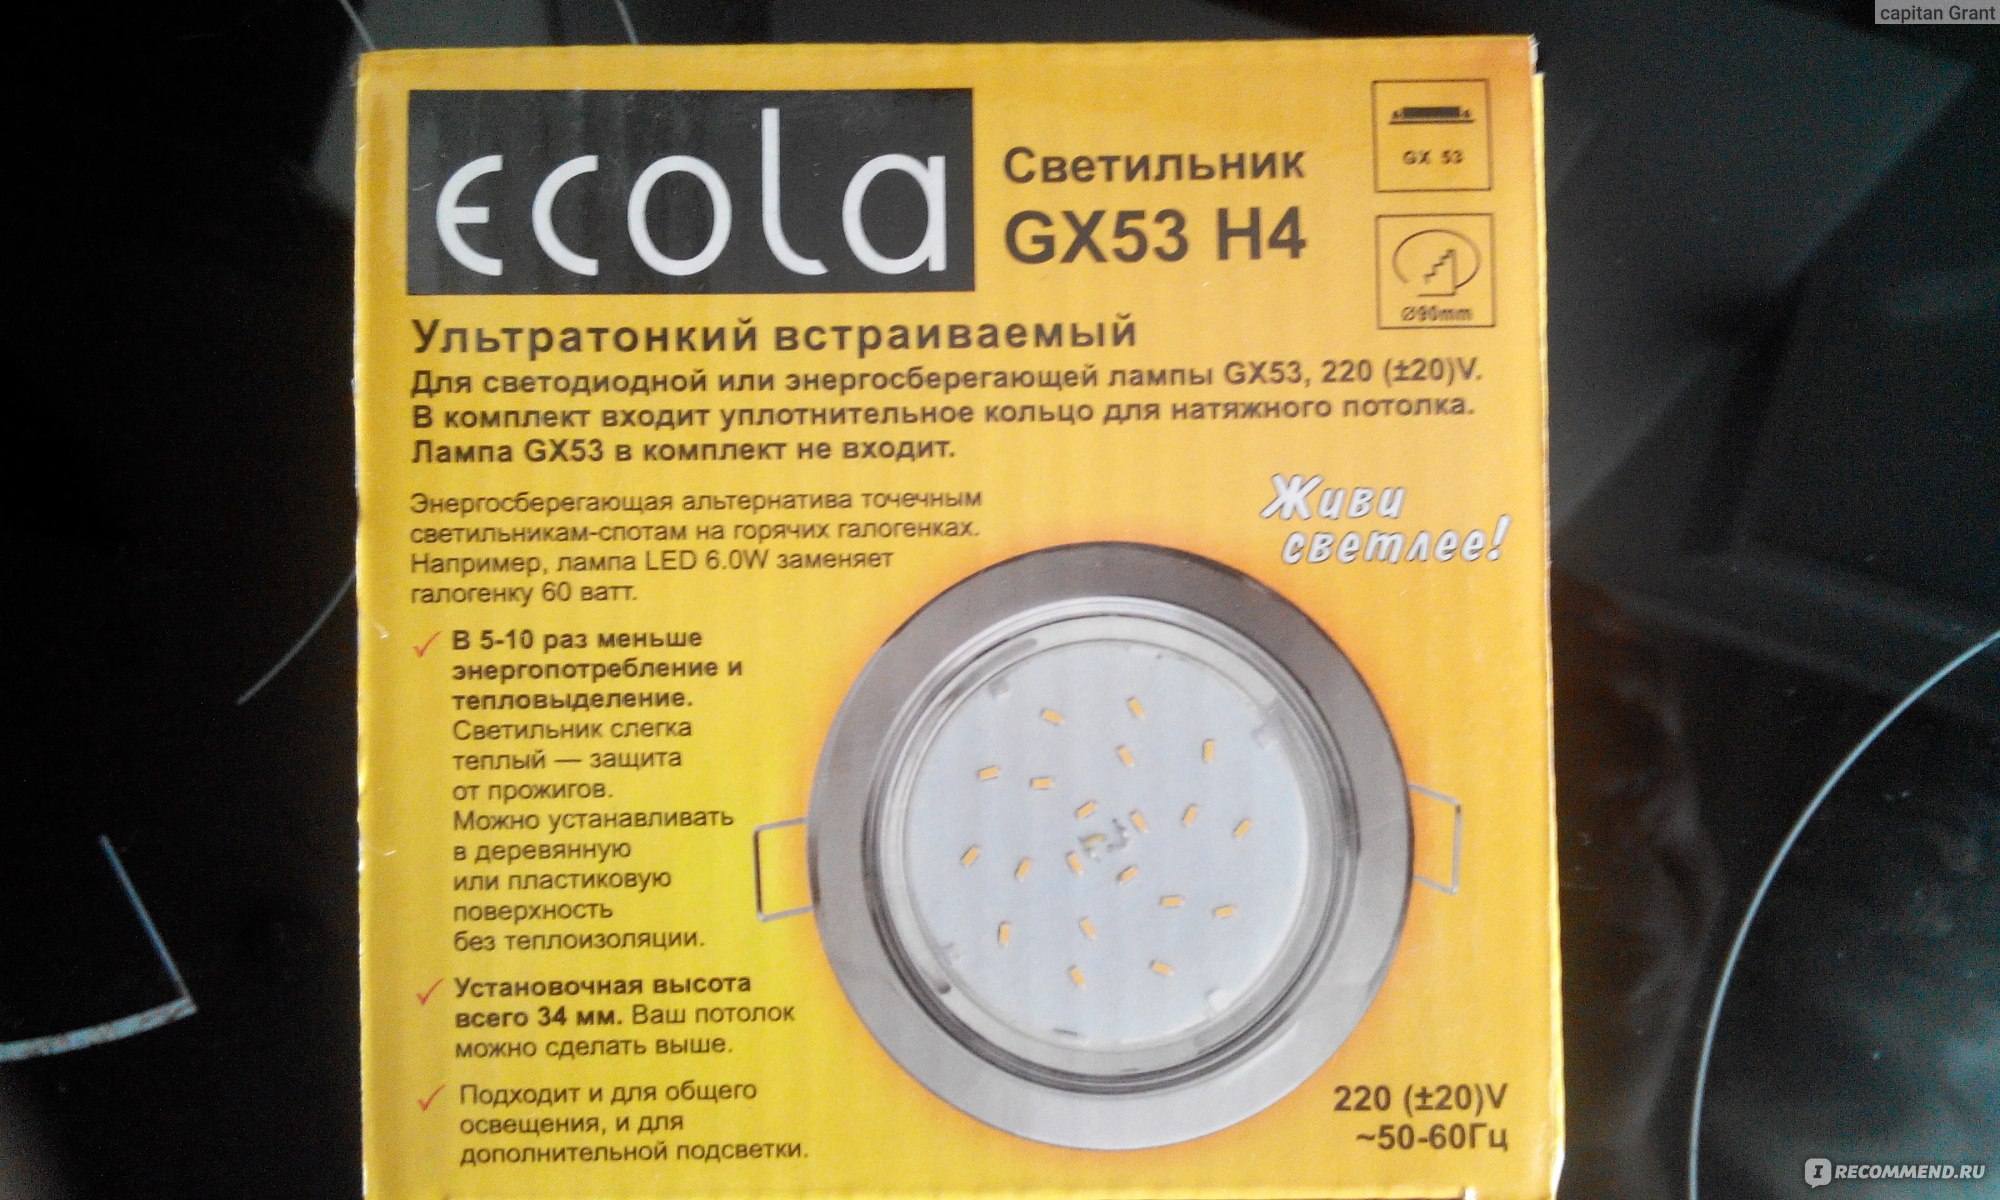 capitan Grant
ecola
Светильник
GX53 H4
GX 53
Ø90mm
Ультратонкий встраиваемый
Для светодиодной или энергосберегающей лампы GX53, 220 (±20)V.
В комплект входит уплотнительное кольцо для натяжного потолка.
Лампа GX53 в комплект не входит.
Энергосберегающая альтернатива точечным
светильникам-спотам на горячих галогенках.
Например, лампа LED 6.0W заменяет
галогенку 60 ватт.
Живи
светлее!
В 5-10 раз меньше
энергопотребление и
тепловыделение.
Светильник слегка
теплый — защита
от прожигов.
Можно устанавливать
в деревянную
или пластиковую
поверхность
без теплоизоляции.
Установочная высота
всего 34 мм. Ваш потолок
можно сделать выше.
Подходит и для общего
освещения, и для
дополнительной подсветки.
220 (±20)V
~50-60Гц
IRECOMMEND.RU